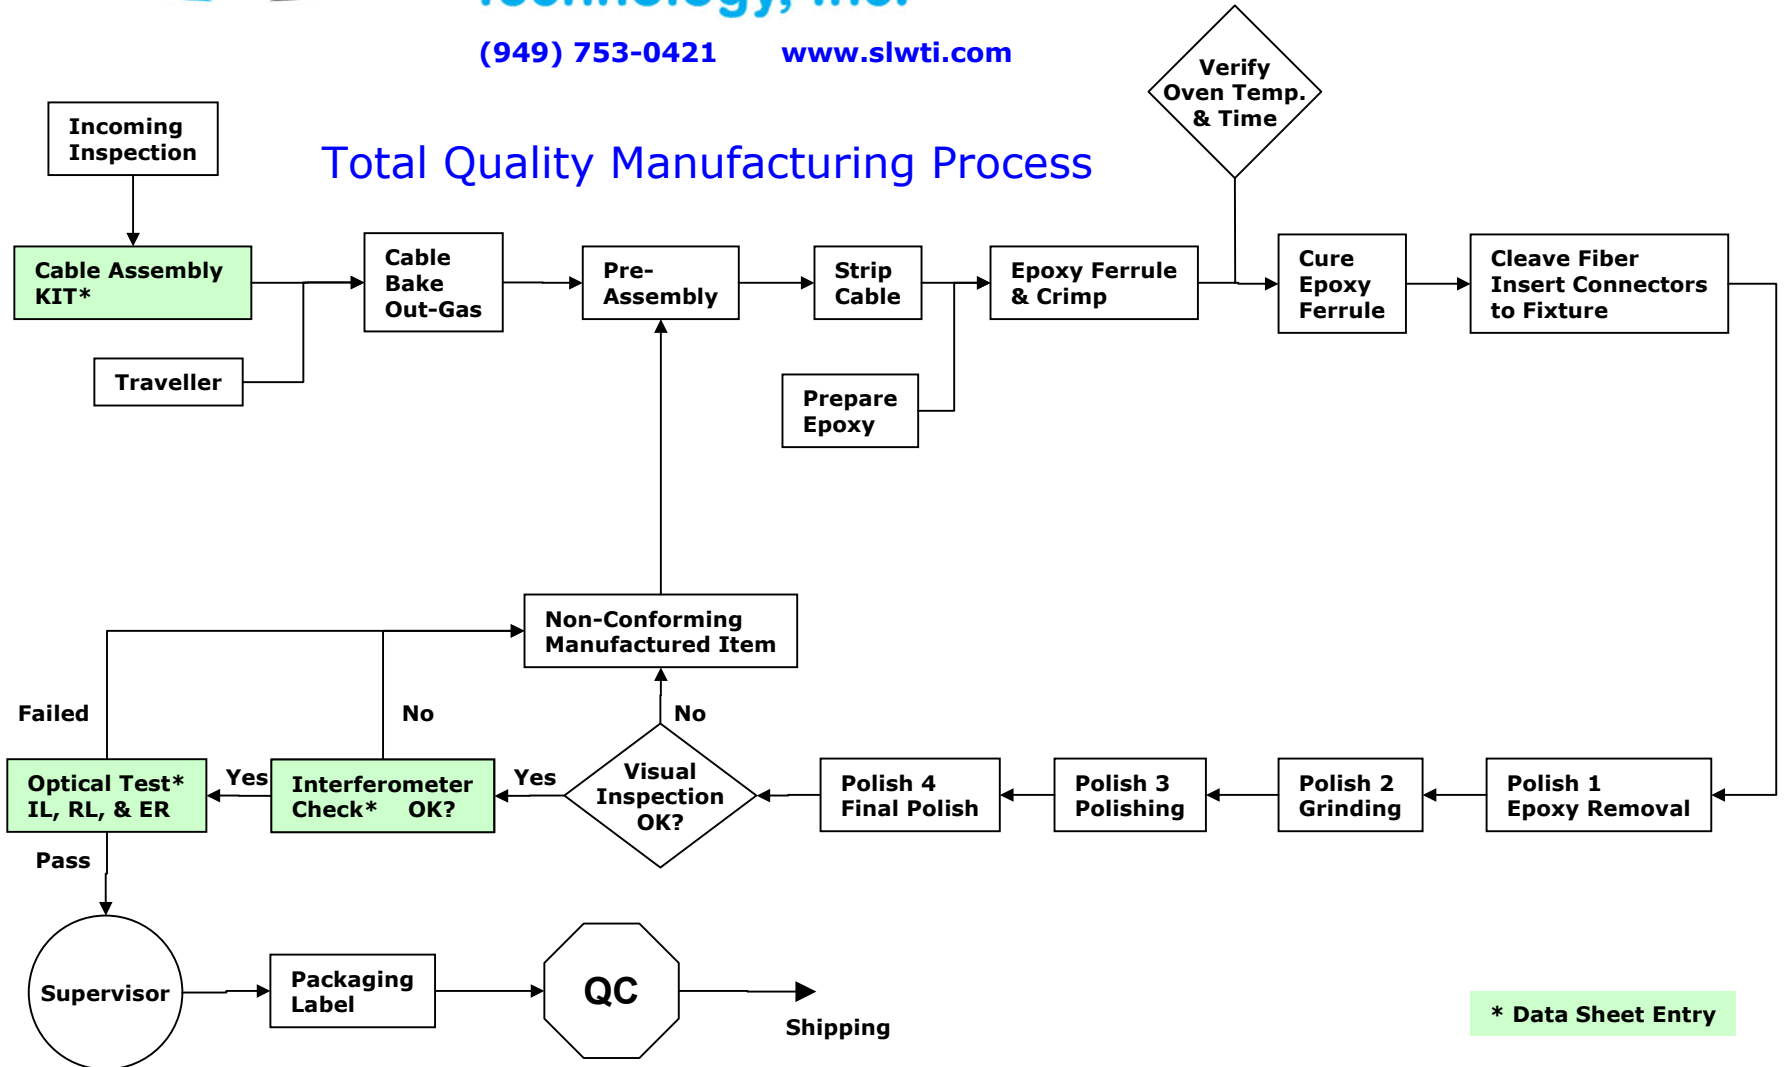 Technology, Inc.
(949) 753-0421 www.slwti.com
Verify
Oven Temp.
& Time
Incoming
Inspection
Total Quality Manufacturing Process
Cable Assembly
KIT*
Cable
Bake
Out-Gas
Pre-
Assembly
Strip
Cable
Epoxy Ferrule
& Crimp
Cure
Epoxy
Ferrule
Cleave Fiber
Insert Connectors
to Fixture
Traveller
Prepare
Epoxy
Non-Conforming
Manufactured Item
Failed
No
No
Optical Test*
IL, RL, & ER
Yes
Interferometer
Check* OK?
Yes
Visual
Inspection
OK?
Polish 4
Final Polish
Polish 3
Polishing
Polish 2
Grinding
Polish 1
Epoxy Removal
Pass
Supervisor
Packaging
Label
QC
Shipping
* Data Sheet Entry